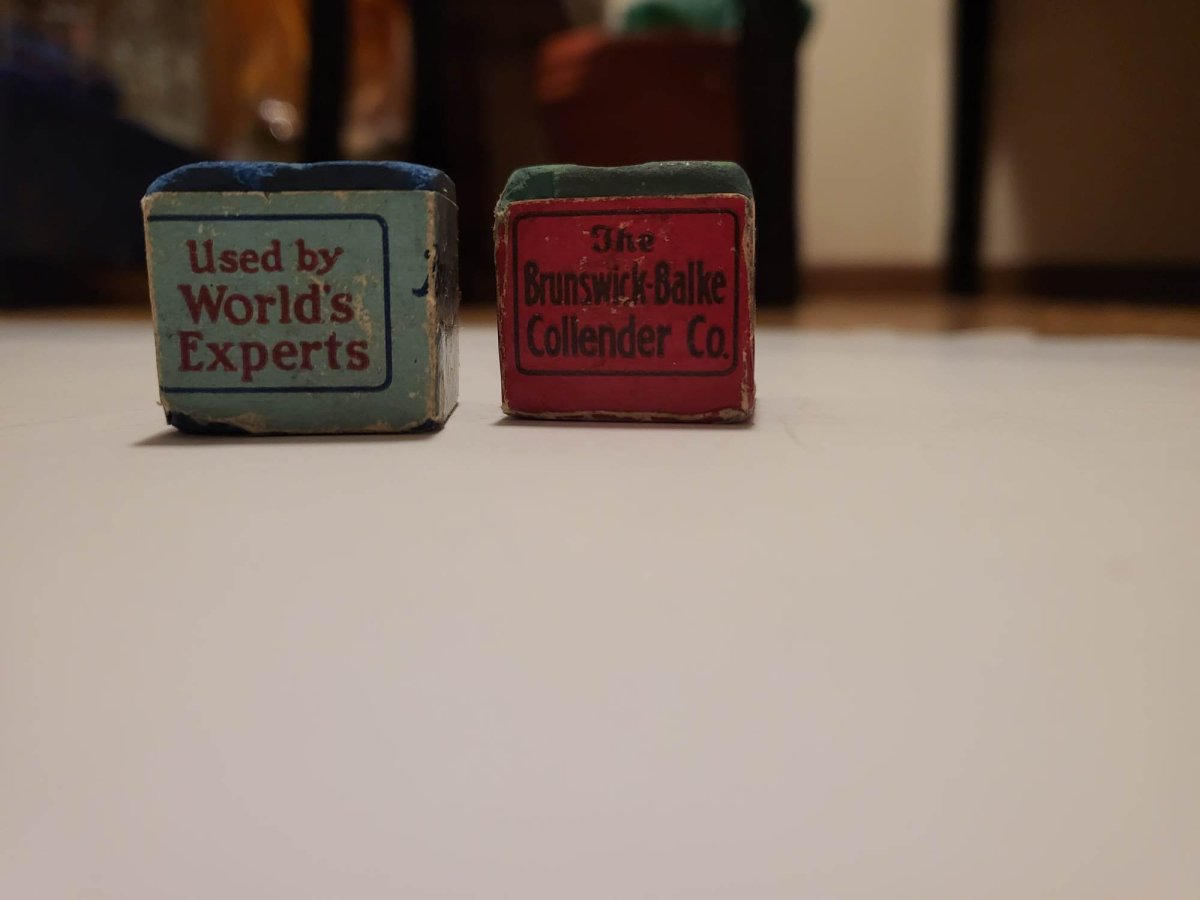 Used by
World's
Experts
The
Brunswick-Balke
Collender Co.